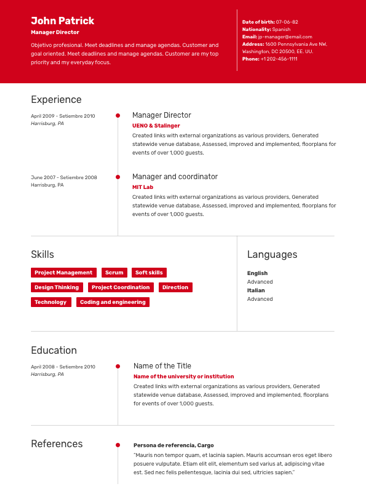 John Patrick
Manager Director
Objetivo profesional. Meet deadlines and manage agendas. Customer and
goal oriented. Meet deadlines and manage agendas. Customer are my top
priority and my everyday focus.
Date of birth: 07-06-82
Nationality: Spanish
Email: jp-manager@email.com
Address: 1600 Pennsylvania Ave NW,
Washington, DC 20500, EE. UU.
Phone: +1 202-456-1111
Experience
April 2009 - Setiembre 2010
Harrisburg, PA
Manager Director
UENO & Stalinger
Created links with external organizations as various providers, Generated
statewide venue database, Assessed, improved and implemented, floorplans for
events of over 1,000 guests.
June 2007 - Setiembre 2008
Harrisburg, PA
Manager and coordinator
MIT Lab
Created links with external organizations as various providers, Generated
statewide venue database, Assessed, improved and implemented, floorplans for
events of over 1,000 guests.
Skills
Project Management
Scrum
Soft skills
Design Thinking
Project Coordination
Direction
Technology
Coding and engineering
Languages
English
Advanced
Italian
Advanced
Education
April 2008 - Setiembre 2010
Harrisburg, PA
Name of the Title
Name of the university or institution
Created links with external organizations as various providers, Generated
statewide venue database, Assessed, improved and implemented, floorplans
for events of over 1,000 guests.
References
Persona de referencia, Cargo
"Mauris non tempor quam, et lacinia sapien. Mauris accumsan eros eget libero
posuere vulputate. Etiam elit elit, elementum sed varius at, adipiscing vitae
est. Sed nec felis pellentesque, lacinia dui sed, ultricies sapien."